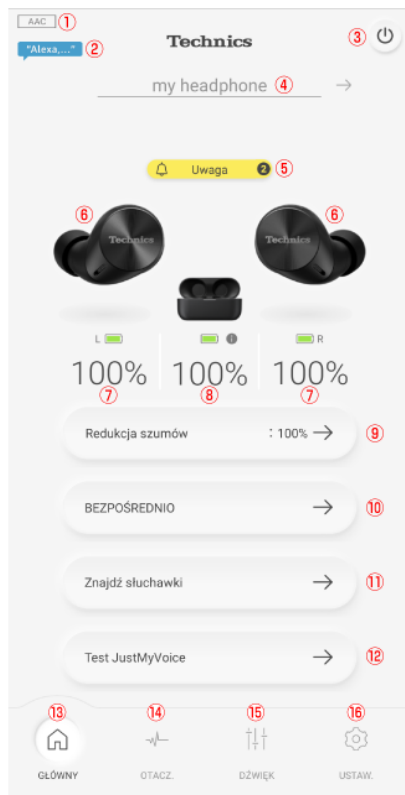 AAC ①
"Alexa,..." ②
Technics
③
my headphone ④
Uwaga 2 ⑤
⑥ ⑥
Technics Technics
L R
100% 100% 100%
⑦ ⑧ ⑦
Redukcja szumów : 100% ⑨
BEZPOŚREDNIO ⑩
Znajdź słuchawki ⑪
Test JustMyVoice ⑫
⑬ ⑭ ⑮ ⑯
GŁÓWNY OTACZ. DŹWIĘK USTAW.